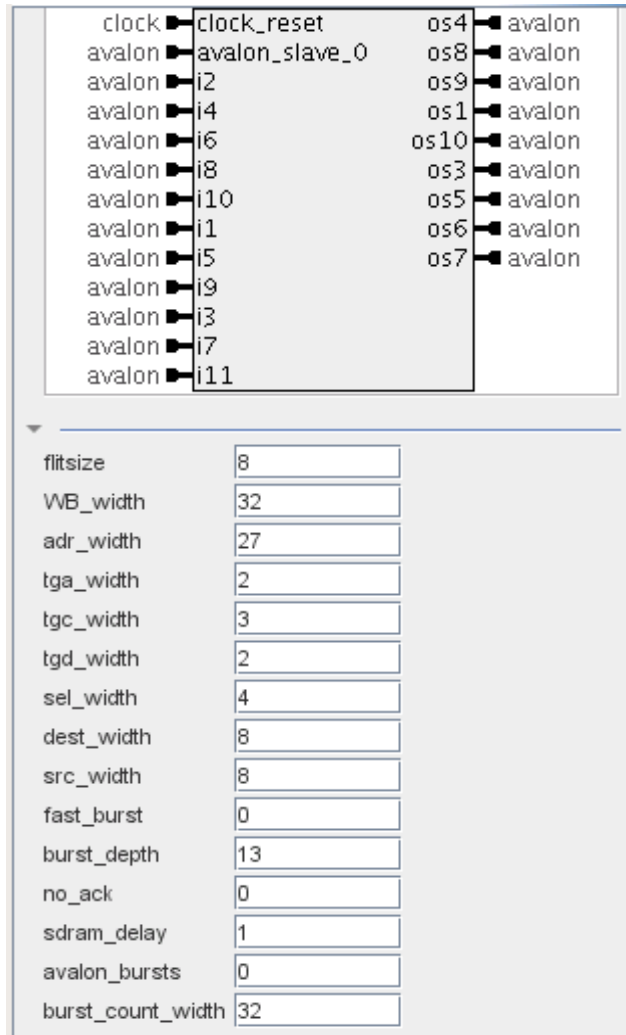 clock clock_reset os4 avalon
avalon avalon_slave_0 os8 avalon
avalon i2 os9 avalon
avalon i4 os1 avalon
avalon i6 os10 avalon
avalon i8 os3 avalon
avalon i10 os5 avalon
avalon i1 os6 avalon
avalon i5 os7 avalon
avalon i9
avalon i3
avalon i7
avalon i11
flitsize 8
WB_width 32
adr_width 27
tga_width 2
tgc_width 3
tgd_width 2
sel_width 4
dest_width 8
src_width 8
fast_burst 0
burst_depth 13
no_ack 0
sdram_delay 1
avalon_bursts 0
burst_count_width 32